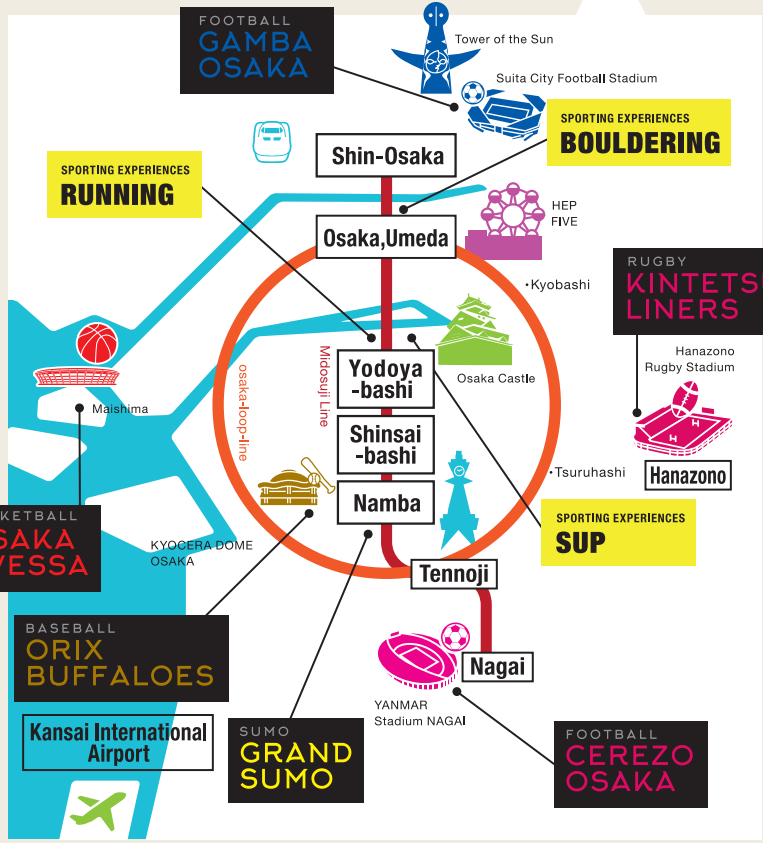 FOOTBALL
GAMBA
OSAKA
Tower of the Sun
Suita City Football Stadium
SPORTING EXPERIENCES
BOULDERING
Shin-Osaka
SPORTING EXPERIENCES
RUNNING
HEP
FIVE
Osaka,Umeda
RUGBY
KINTETS
LINERS
•Kyobashi
Hanazono
Rugby Stadium
Osaka Castle
Midosuji Line
osaka-loop-line
Yodoya
-bashi
Maishima
Shinsai
-bashi
•Tsuruhashi
Hanazono
Namba
SPORTING EXPERIENCES
SUP
KETBALL
SAKA
VESSA
KYOCERA DOME
OSAKA
Tennoji
BASEBALL
ORIX
BUFFALOES
Nagai
YANMAR
Stadium NAGAI
Kansai International
Airport
SUMO
GRAND
SUMO
FOOTBALL
CEREZO
OSAKA